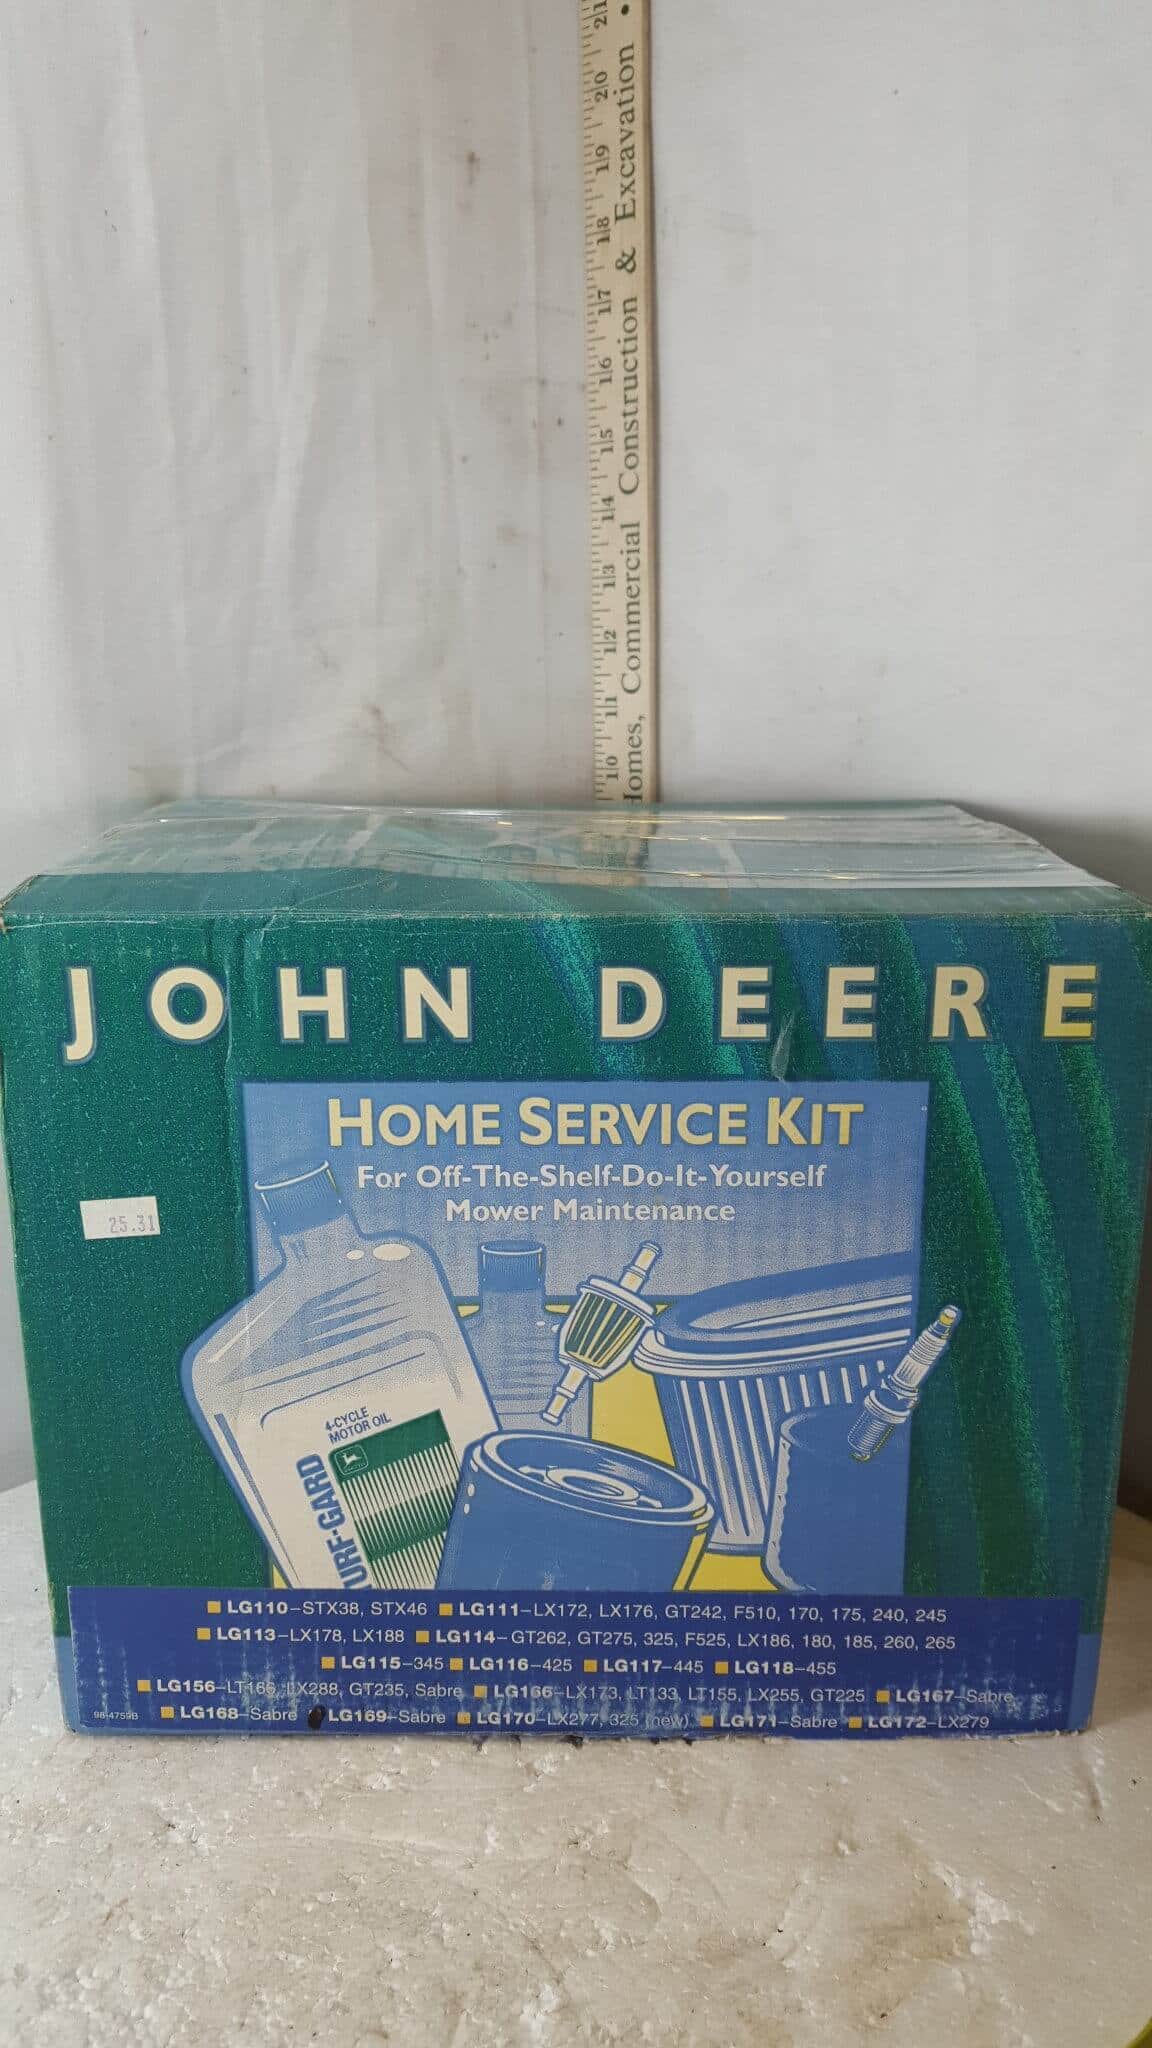 10 11 12 13 14 15 16 17 18 19 20 21
Homes, Commercial Construction & Excavation •
JOHN DEERE
HOME SERVICE KIT
For Off-The-Shelf-Do-It-Yourself
Mower Maintenance
25.31
4-CYCLE
MOTOR OIL
TURF-GARD
■ LG110–STX38, STX46 ■ LG111–LX172, LX176, GT242, F510, 170, 175, 240, 245
■ LG113–LX178, LX188 ■ LG114–GT262, GT275, 325, F525, LX186, 180, 185, 260, 265
■ LG115–345 ■ LG116–425 ■ LG117–445 ■ LG118–455
■ LG156–LT166, LX288, GT235, Sabre ■ LG166–LX173, LT133, LT155, LX255, GT225 ■ LG167–Sabre
98-4759B ■ LG168–Sabre LG169–Sabre ■ LG170–LX277, 325 (new) ■ LG171–Sabre ■ LG172–LX279